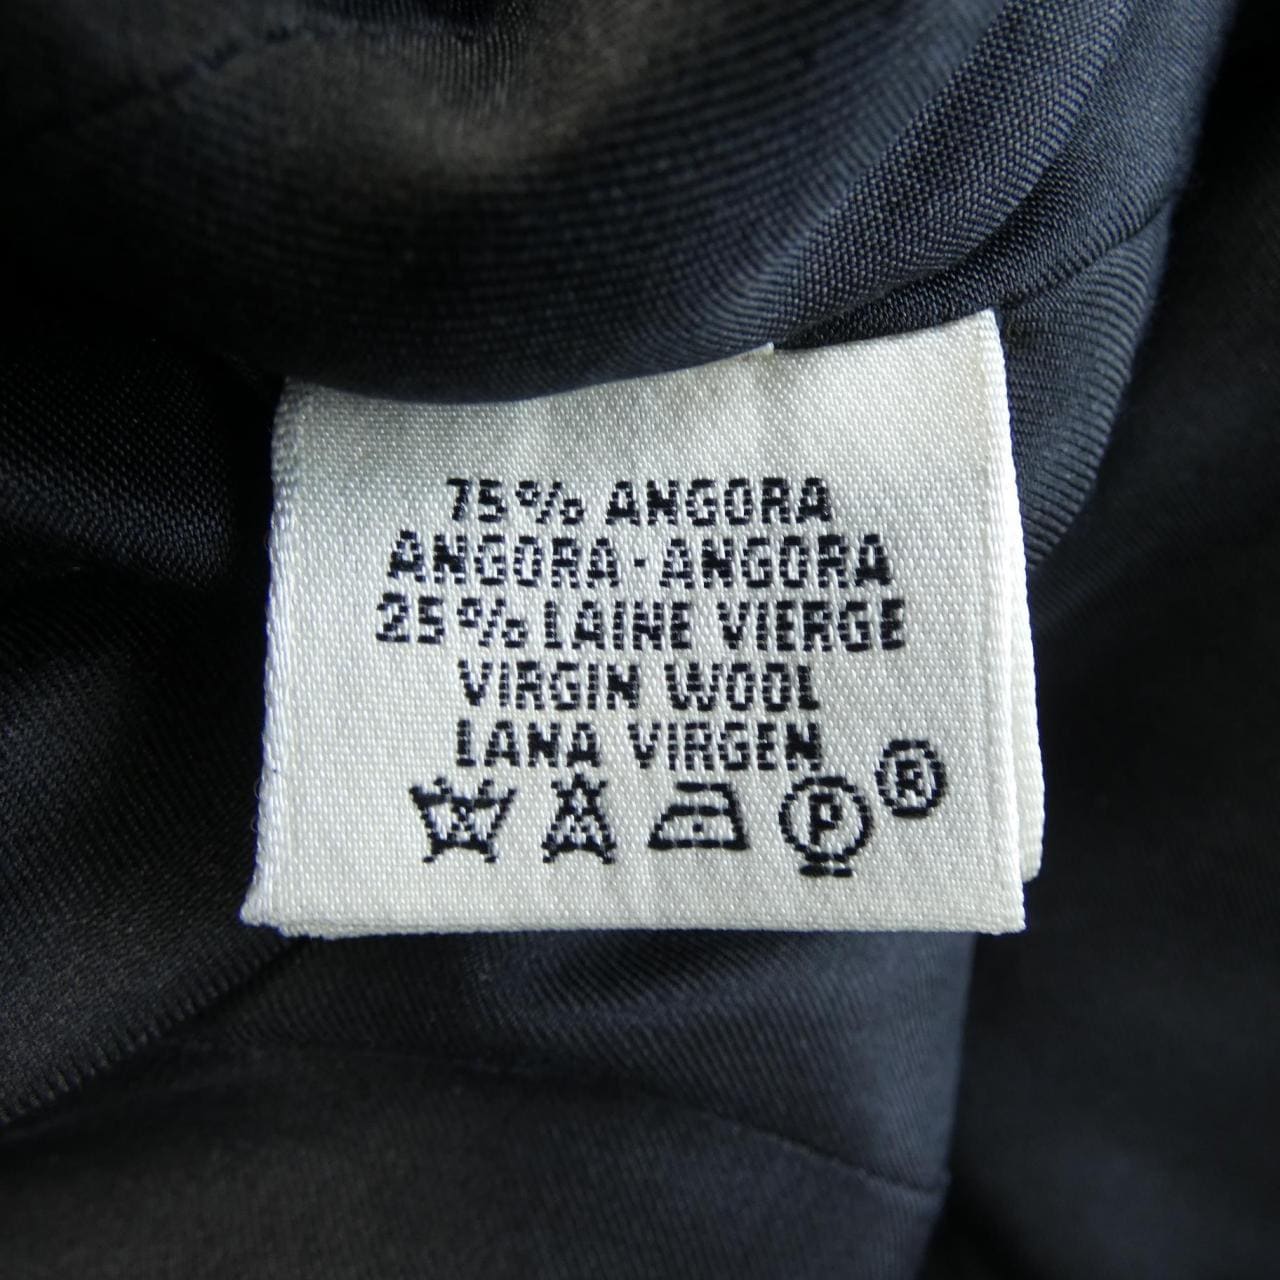 75% ANGORA
ANGORA · ANGORA
25% LAINE VIERGE
VIRGIN WOOL
LANA VIRGEN
P ®